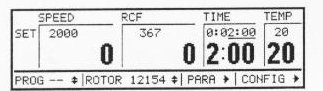 SPEED RCF TIME TEMP
SET 2000 367 0:02:00 20
0 0 2:00 20
PROG -- ♦ ROTOR 12154 ♦ PARA ▸ CONFIG ▸